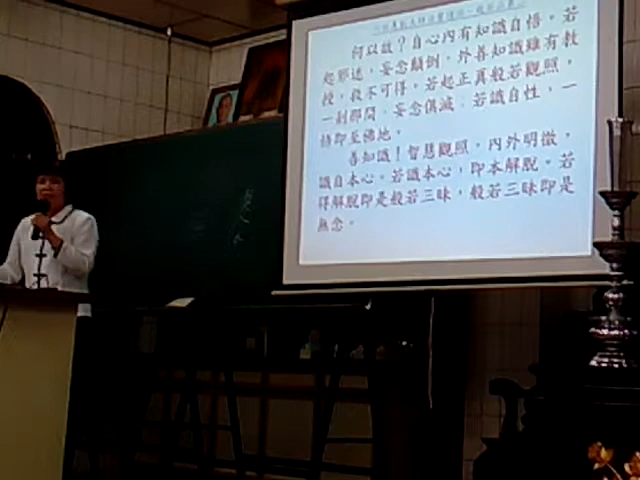 何以故？自心內有知識自悟。若
起邪迷，妄念顛倒，外善知識雖有教
授，救不可得。若起正真般若觀照，
一剎那間，妄念俱滅。若識自性，一
悟即至佛地。
善知識！智慧觀照，內外明徹，
識自本心。若識本心，即本解脫。若
得解脫即是般若三昧，般若三昧即是
無念。